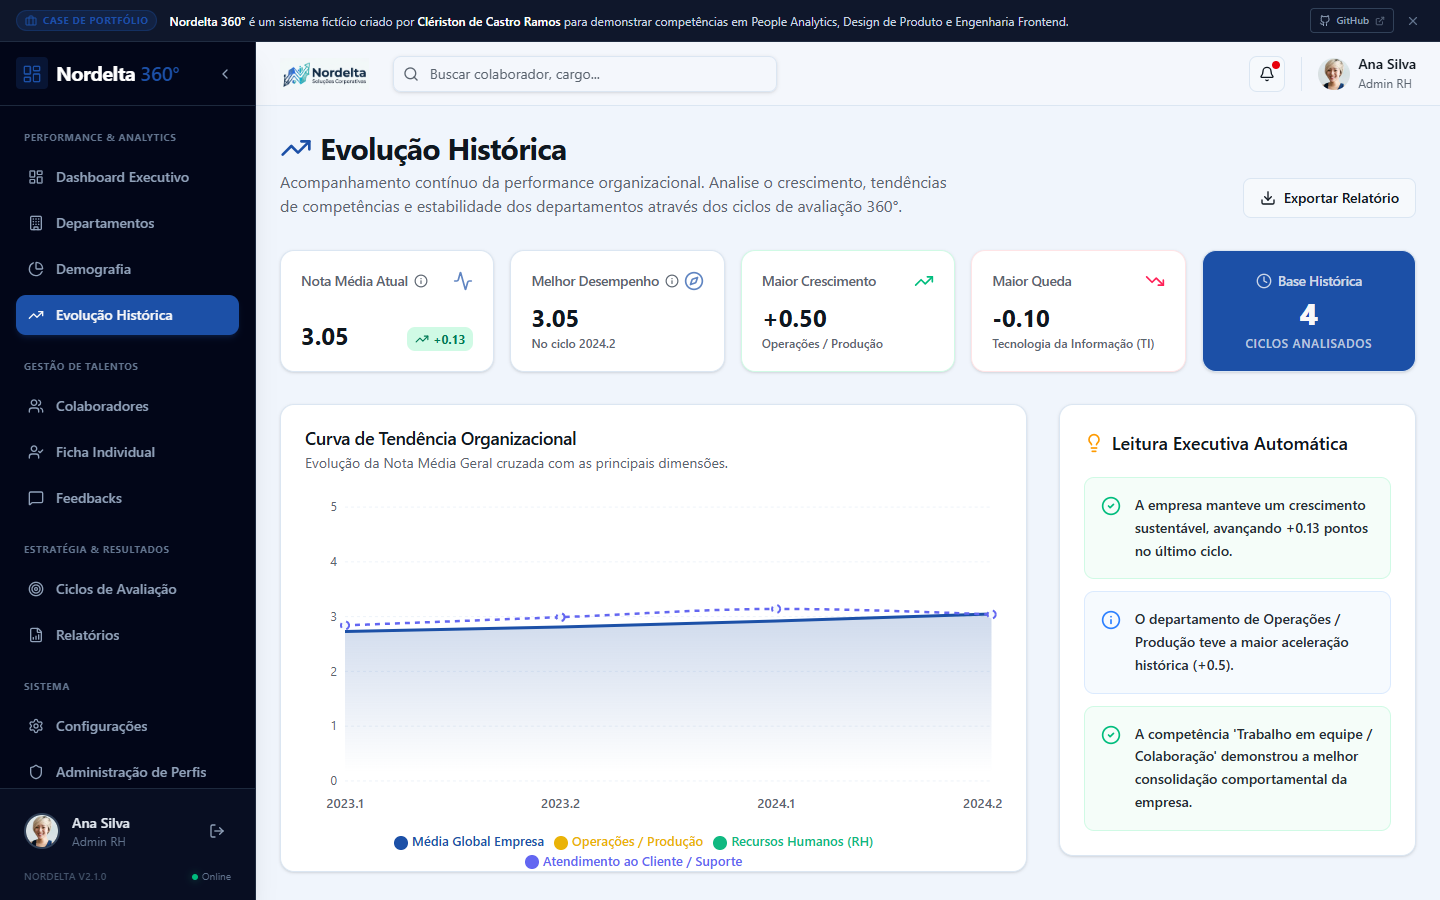 CASE DE PORTFÓLIO
Nordelta 360° é um sistema fictício criado por Clériston de Castro Ramos para demonstrar competências em People Analytics, Design de Produto e Engenharia Frontend.
GitHub
Nordelta 360°
Nordelta
Soluções Corporativas
Buscar colaborador, cargo...
Ana Silva
Admin RH
PERFORMANCE & ANALYTICS
Dashboard Executivo
Departamentos
Demografia
Evolução Histórica
GESTÃO DE TALENTOS
Colaboradores
Ficha Individual
Feedbacks
ESTRATÉGIA & RESULTADOS
Ciclos de Avaliação
Relatórios
SISTEMA
Configurações
Administração de Perfis
Ana Silva
Admin RH
NORDELTA V2.1.0
Online
Evolução Histórica
Acompanhamento contínuo da performance organizacional. Analise o crescimento, tendências
de competências e estabilidade dos departamentos através dos ciclos de avaliação 360°.
Exportar Relatório
Nota Média Atual
3.05
+0.13
Melhor Desempenho
3.05
No ciclo 2024.2
Maior Crescimento
+0.50
Operações / Produção
Maior Queda
-0.10
Tecnologia da Informação (TI)
Base Histórica
4
CICLOS ANALISADOS
Curva de Tendência Organizacional
Evolução da Nota Média Geral cruzada com as principais dimensões.
5
4
3
2
1
0
2023.1
2023.2
2024.1
2024.2
Média Global Empresa
Operações / Produção
Recursos Humanos (RH)
Atendimento ao Cliente / Suporte
Leitura Executiva Automática
A empresa manteve um crescimento
sustentável, avançando +0.13 pontos
no último ciclo.
O departamento de Operações /
Produção teve a maior aceleração
histórica (+0.5).
A competência 'Trabalho em equipe /
Colaboração' demonstrou a melhor
consolidação comportamental da
empresa.